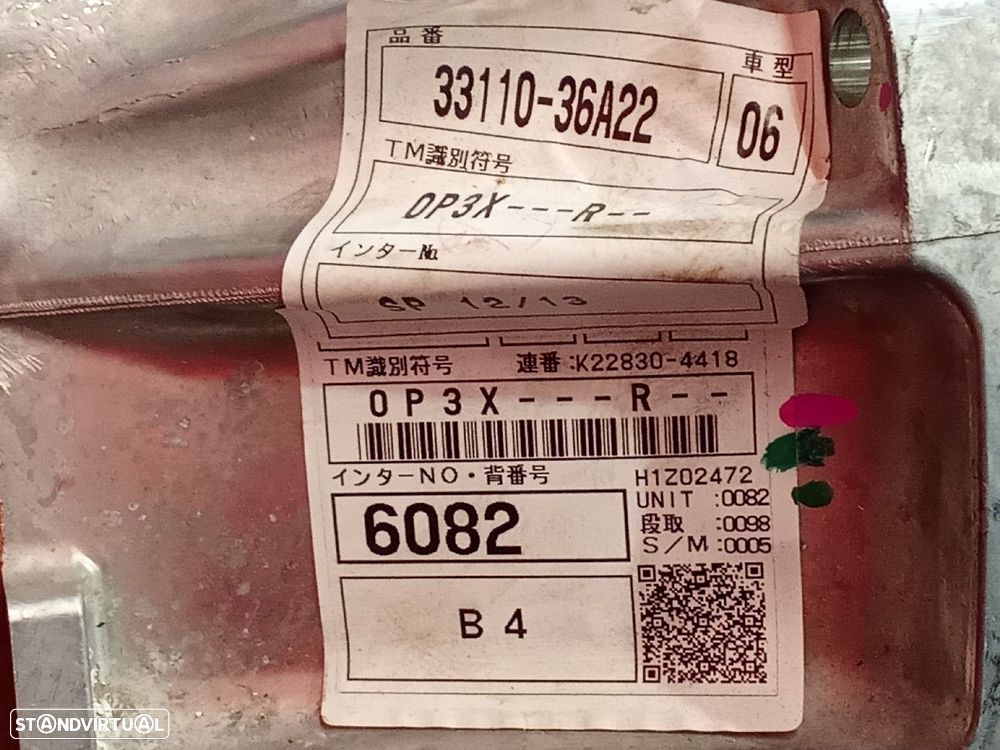 品番
車型
33110-36A22
06
TM識別符号
0P3X---R--
インターNo.
SP 12/13
TM識別符号
連番:K22830-4418
0P3X---R--
インターNO・背番号
H1Z02472
6082
UNIT :0082
段取 :0098
S/M:0005
B4
STANDVIRTUAL